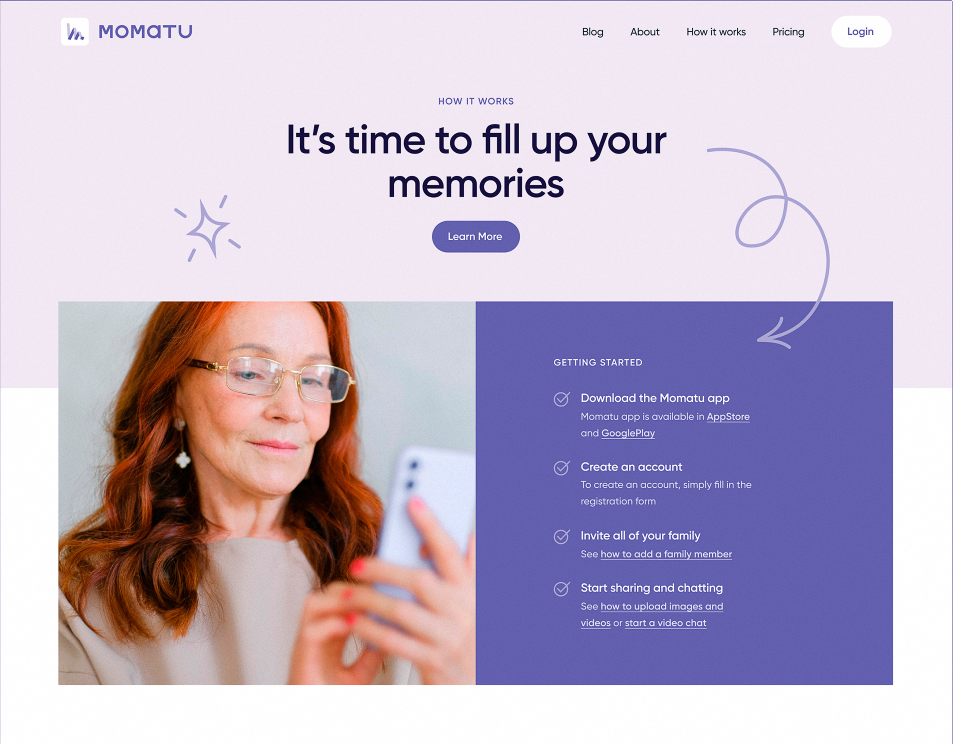 MOMATU
Blog About How it works Pricing Login
HOW IT WORKS
It’s time to fill up your
memories
Learn More
GETTING STARTED
Download the Momatu app
Momatu app is available in AppStore
and GooglePlay
Create an account
To create an account, simply fill in the
registration form
Invite all of your family
See how to add a family member
Start sharing and chatting
See how to upload images and
videos or start a video chat